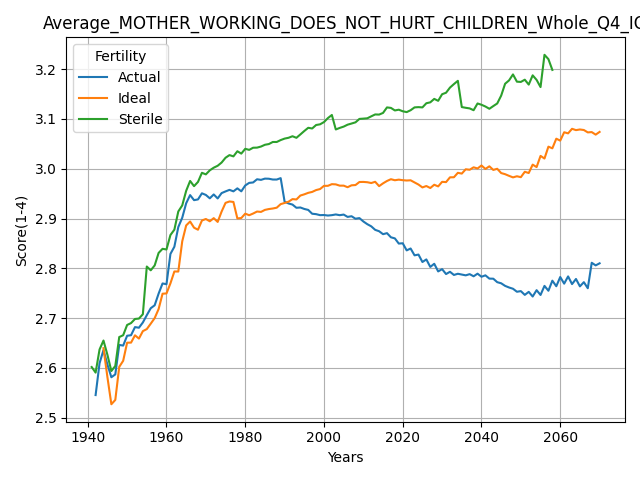 Average_MOTHER_WORKING_DOES_NOT_HURT_CHILDREN_Whole_Q4_IQ
Fertility
Actual
Ideal
Sterile
Score(1-4)
3.2
3.1
3.0
2.9
2.8
2.7
2.6
2.5
1940 1960 1980 2000 2020 2040 2060
Years